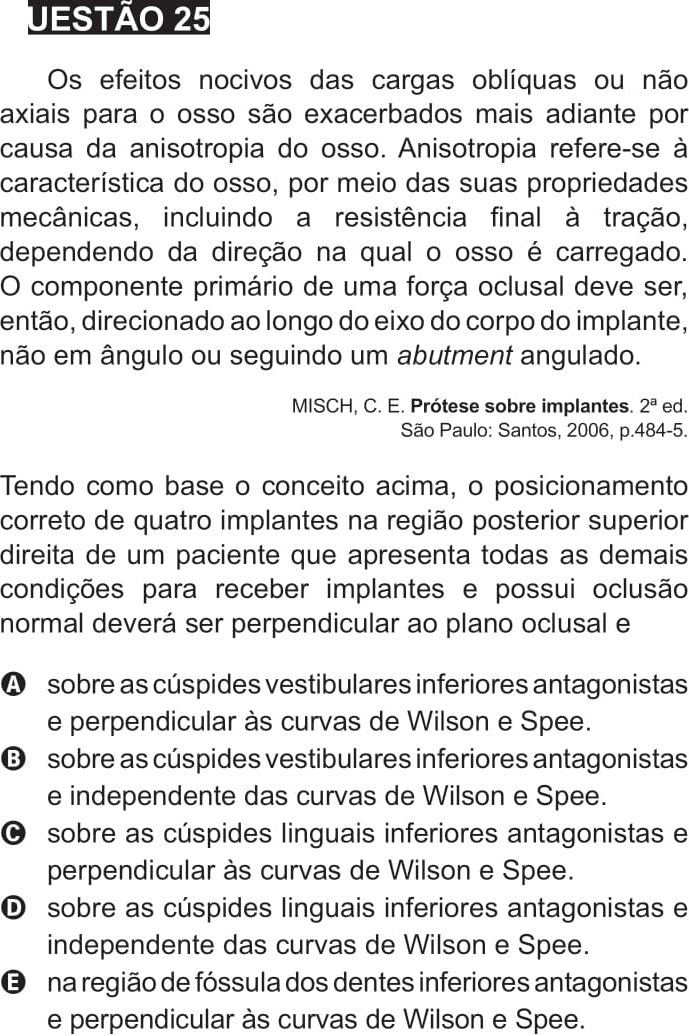 UESTÃO 25
Os efeitos nocivos das cargas oblíquas ou não
axiais para o osso são exacerbados mais adiante por
causa da anisotropia do osso. Anisotropia refere-se à
característica do osso, por meio das suas propriedades
mecânicas, incluindo a resistência final à tração,
dependendo da direção na qual o osso é carregado.
O componente primário de uma força oclusal deve ser,
então, direcionado ao longo do eixo do corpo do implante,
não em ângulo ou seguindo um abutment angulado.
MISCH, C. E. Prótese sobre implantes. 2ª ed.
São Paulo: Santos, 2006, p.484-5.
Tendo como base o conceito acima, o posicionamento
correto de quatro implantes na região posterior superior
direita de um paciente que apresenta todas as demais
condições para receber implantes e possui oclusão
normal deverá ser perpendicular ao plano oclusal e
A sobre as cúspides vestibulares inferiores antagonistas
e perpendicular às curvas de Wilson e Spee.
B sobre as cúspides vestibulares inferiores antagonistas
e independente das curvas de Wilson e Spee.
C sobre as cúspides linguais inferiores antagonistas e
perpendicular às curvas de Wilson e Spee.
D sobre as cúspides linguais inferiores antagonistas e
independente das curvas de Wilson e Spee.
E na região de fóssula dos dentes inferiores antagonistas
e perpendicular às curvas de Wilson e Spee.